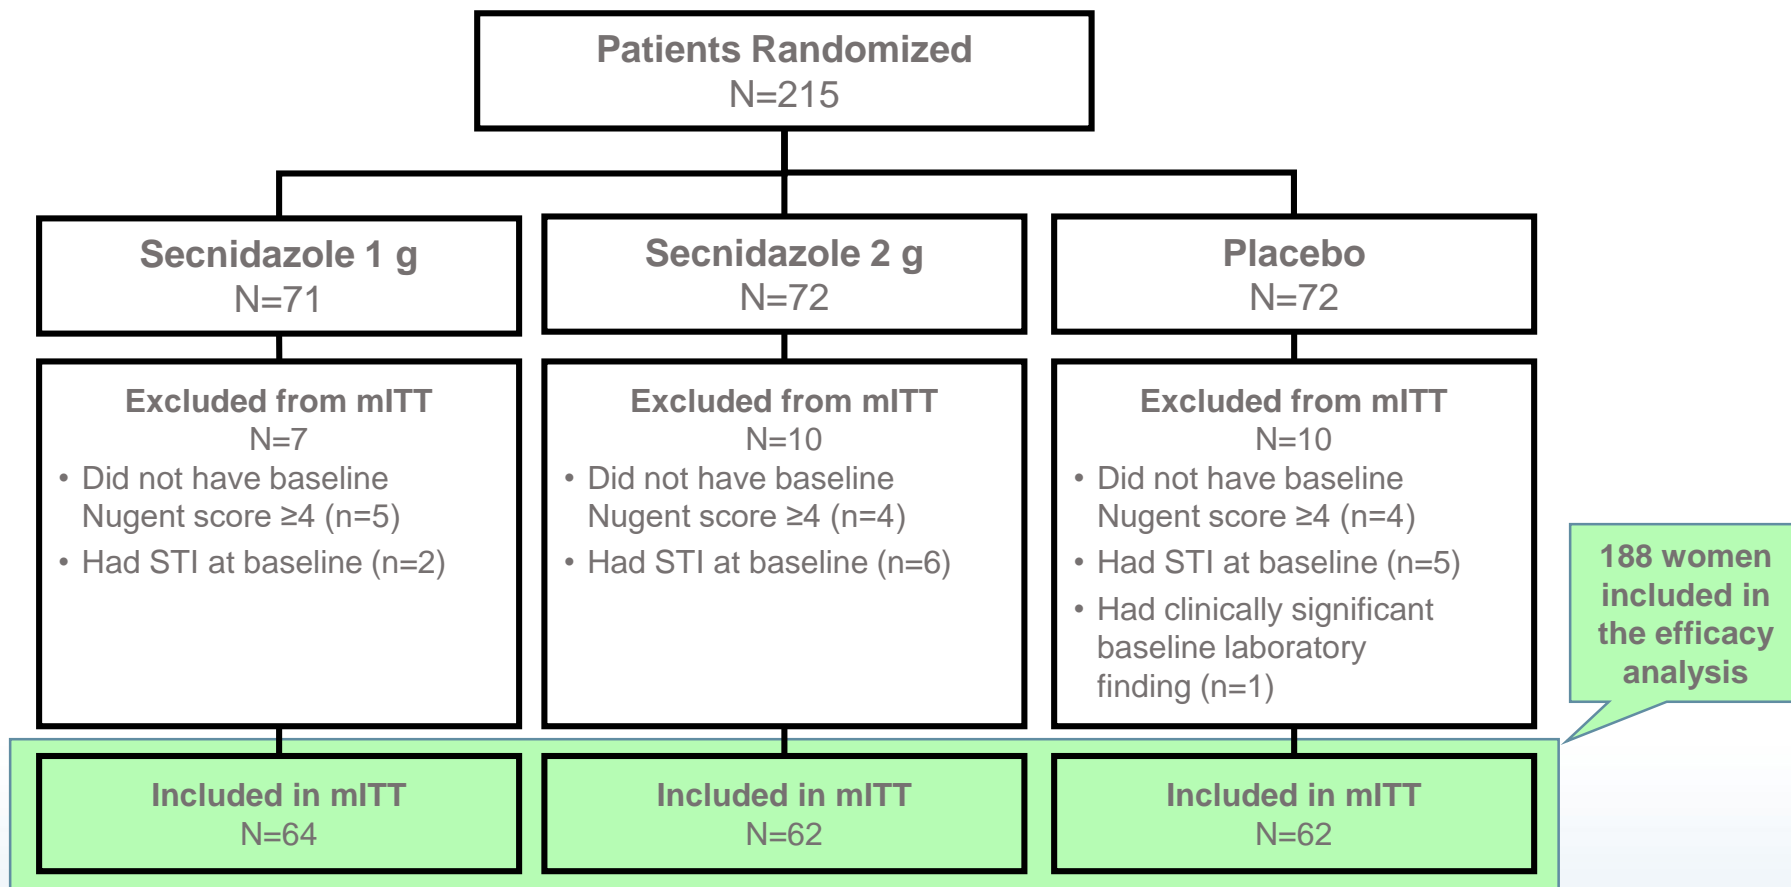 Patients Randomized
N=215
Secnidazole 1 g
N=71
Secnidazole 2 g
N=72
Placebo
N=72
Excluded from mITT
N=7
• Did not have baseline
Nugent score ≥4 (n=5)
• Had STI at baseline (n=2)
Excluded from mITT
N=10
• Did not have baseline
Nugent score ≥4 (n=4)
• Had STI at baseline (n=6)
Excluded from mITT
N=10
• Did not have baseline
Nugent score ≥4 (n=4)
• Had STI at baseline (n=5)
• Had clinically significant
baseline laboratory
finding (n=1)
188 women
included in
the efficacy
analysis
Included in mITT
N=64
Included in mITT
N=62
Included in mITT
N=62